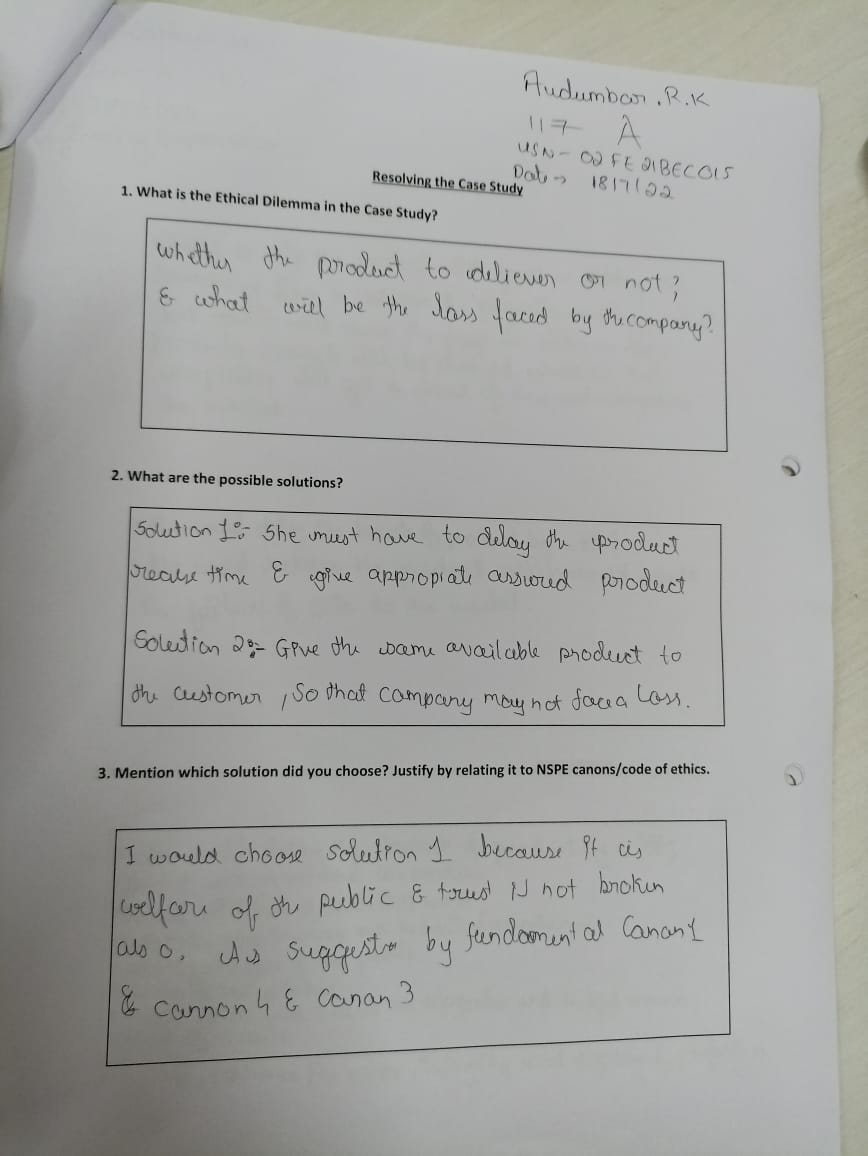 Audumbar.R.K
117 A
USN- 02FE21BEC015
Date → 18/7/22
Resolving the Case Study
1. What is the Ethical Dilemma in the Case Study?
whether the product to deliever or not?
& what will be the loss faced by the company?
2. What are the possible solutions?
Solution 1:- She must have to delay the product
time & give appropiate assured product
Solution 2:- Give the same available product to
the customer, so that company may not face a loss.
3. Mention which solution did you choose? Justify by relating it to NSPE canons/code of ethics.
I would choose solution 1 because it is
welfare of the public & trust is not broken
also. As suggested by fundamental Canan 1
& cannon 4 & canan 3